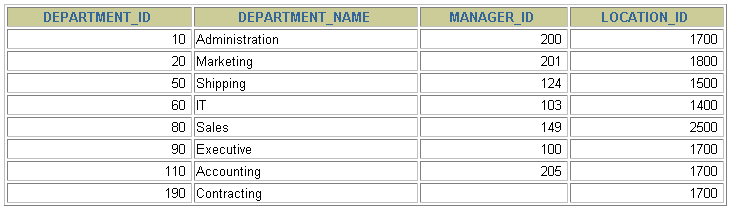 DEPARTMENT_ID DEPARTMENT_NAME MANAGER_ID LOCATION_ID
10 Administration 200 1700
20 Marketing 201 1800
50 Shipping 124 1500
60 IT 103 1400
80 Sales 149 2500
90 Executive 100 1700
110 Accounting 205 1700
190 Contracting 1700